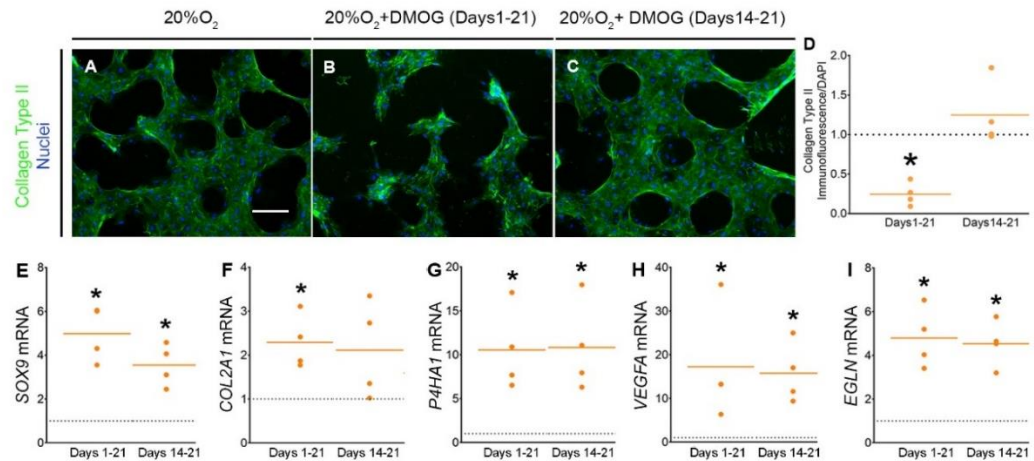 20%O₂ 20%O₂+DMOG (Days1-21) 20%O₂+ DMOG (Days14-21)
Collagen Type II
Nuclei
A B C
D
Collagen Type II
Immunofluorescence/DAPI
2.0
1.5
1.0
0.5
0.0
*
Days1-21 Days14-21
E
SOX9 mRNA
8
6
4
2
0
* *
Days 1-21 Days 14-21
F
COL2A1 mRNA
4
3
2
1
0
*
Days 1-21 Days 14-21
G
P4HA1 mRNA
20
15
10
5
0
* *
Days 1-21 Days 14-21
H
VEGFA mRNA
40
30
20
10
0
* *
Days 1-21 Days 14-21
I
EGLN mRNA
8
6
4
2
0
* *
Days 1-21 Days 14-21